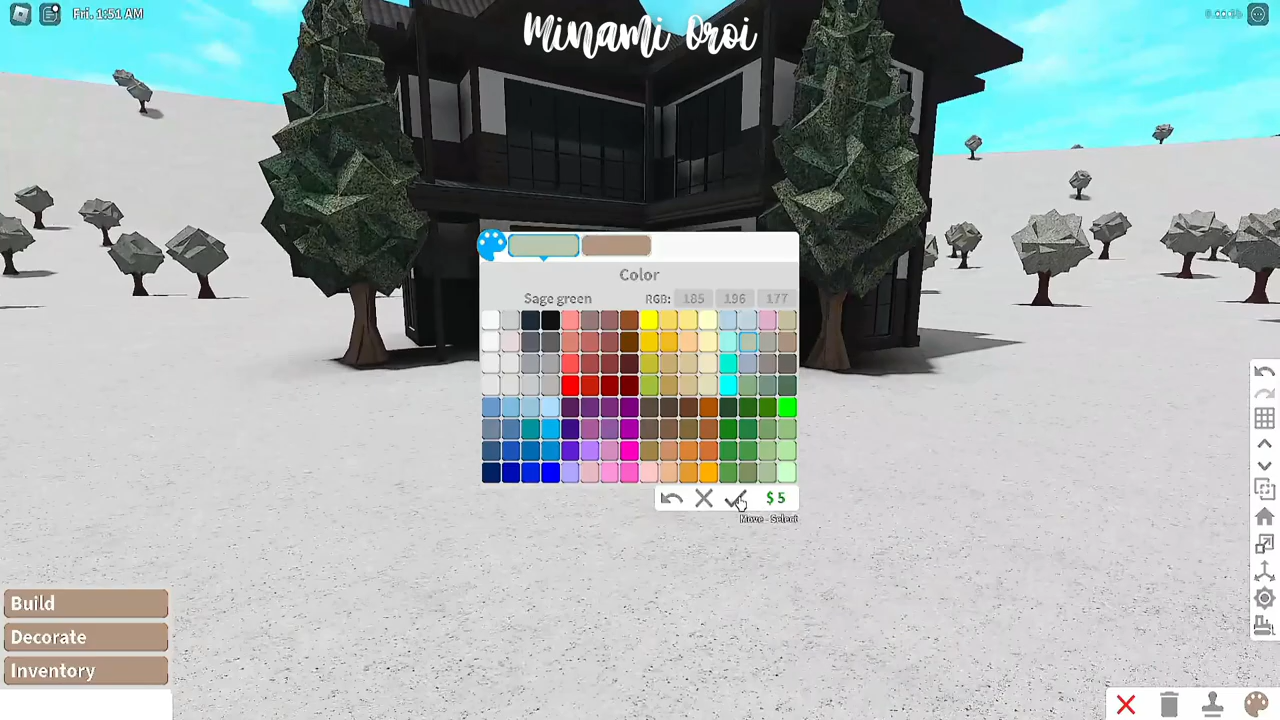 Fri. 1:51 AM
Minami Oroi
Color
Sage green
RGB: 185 196 177
$ 5
Move - Select
Build
Decorate
Inventory